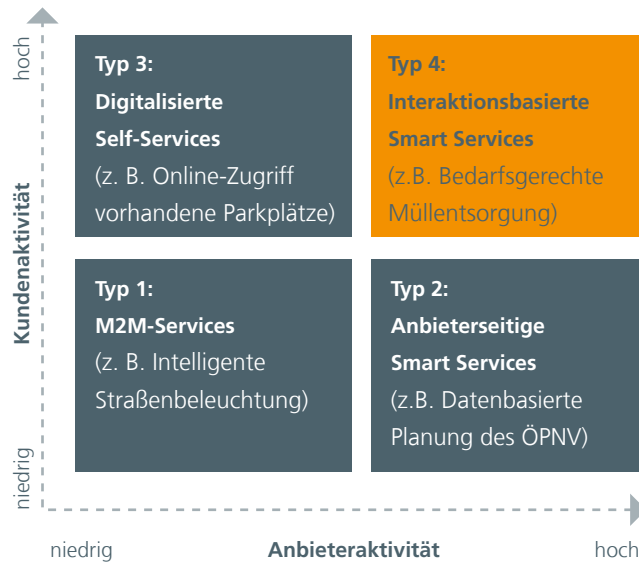 hoch
Kundenaktivität
niedrig
Typ 3:
Digitalisierte
Self-Services
(z. B. Online-Zugriff
vorhandene Parkplätze)
Typ 4:
Interaktionsbasierte
Smart Services
(z.B. Bedarfsgerechte
Müllentsorgung)
Typ 1:
M2M-Services
(z. B. Intelligente
Straßenbeleuchtung)
Typ 2:
Anbieterseitige
Smart Services
(z.B. Datenbasierte
Planung des ÖPNV)
niedrig
Anbieteraktivität
hoch